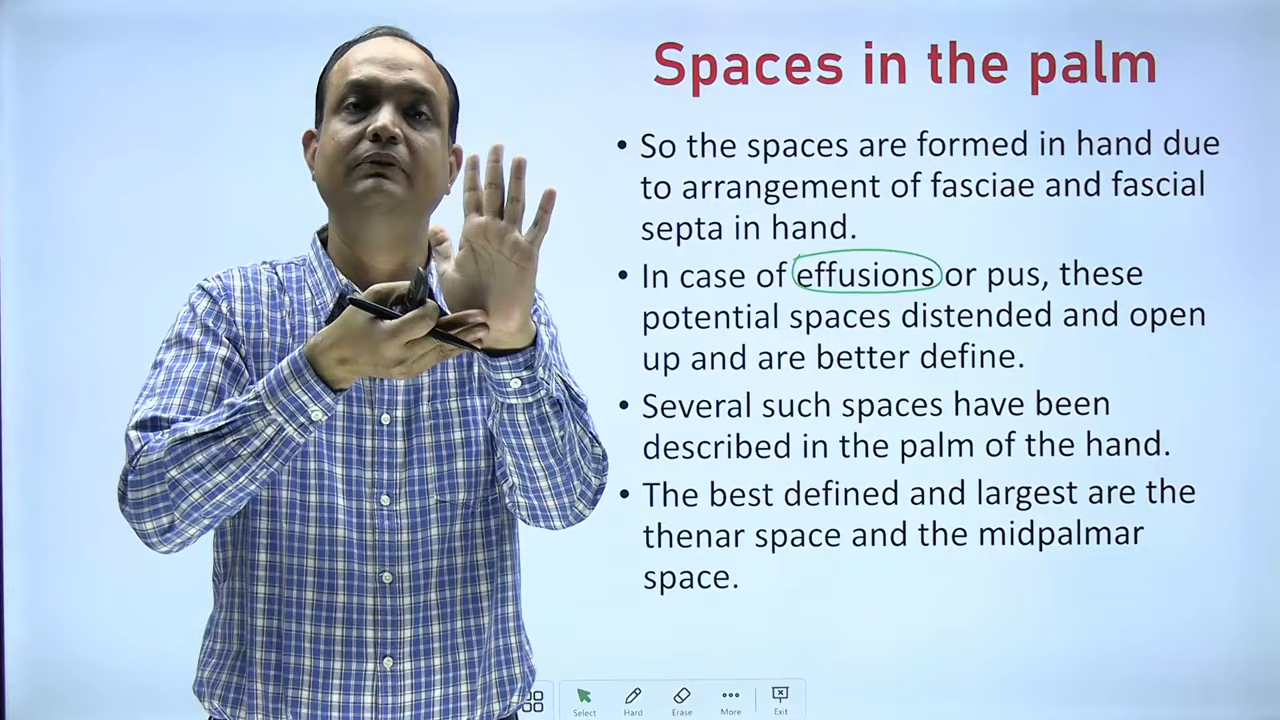 Spaces in the palm
• So the spaces are formed in hand due
to arrangement of fasciae and fascial
septa in hand.
• In case of effusions or pus, these
potential spaces distended and open
up and are better define.
• Several such spaces have been
described in the palm of the hand.
• The best defined and largest are the
thenar space and the midpalmar
space.
Select Hard Erase More Exit